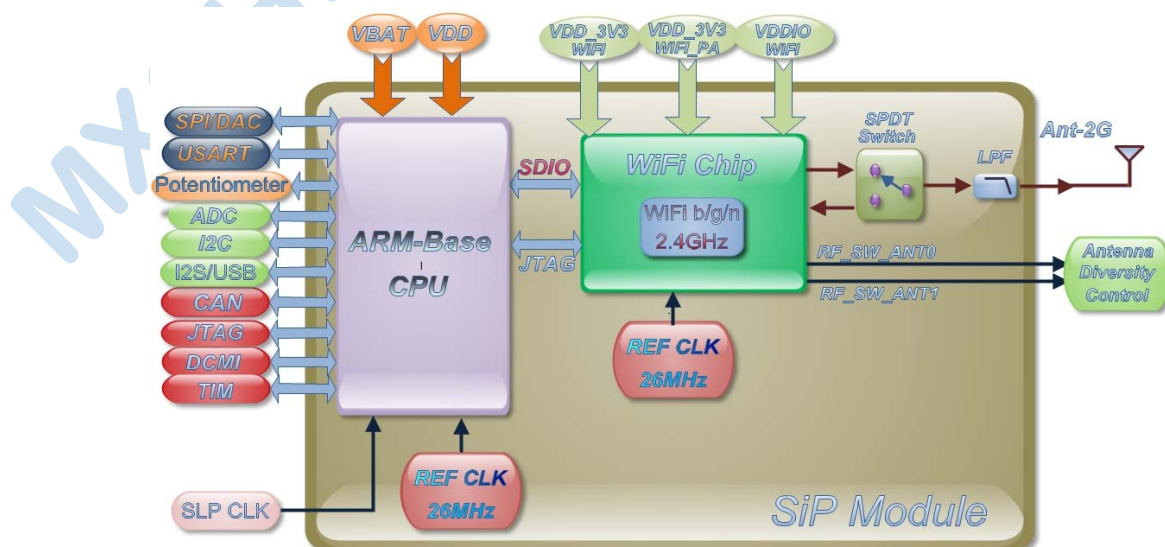 MX
VBAT
VDD
VDD_3V3
WIFI
VDD_3V3
WIFI_PA
VDDIO
WIFI
SPI/DAC
USART
Potentiometer
ADC
I2C
I2S/USB
CAN
JTAG
DCMI
TIM
ARM-Base
CPU
SDIO
JTAG
WiFi Chip
WiFi b/g/n
2.4GHz
SPDT
Switch
LPF
Ant-2G
RF_SW_ANT0
RF_SW_ANT1
Antenna
Diversity
Control
REF CLK
26MHz
REF CLK
26MHz
SLP CLK
SiP Module